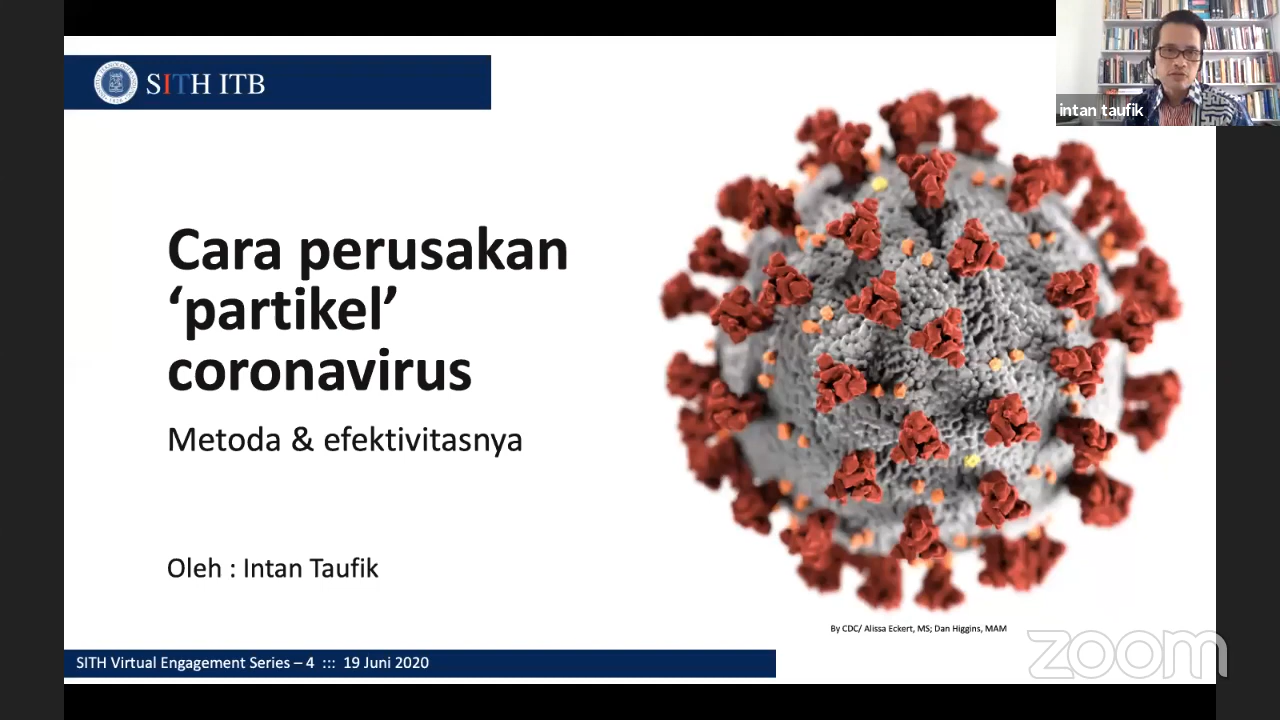 SITH ITB
intan taufik
Cara perusakan
‘partikel’
coronavirus
Metoda & efektivitasnya
Oleh : Intan Taufik
By CDC/ Alissa Eckert, MS; Dan Higgins, MAM
SITH Virtual Engagement Series – 4 ::: 19 Juni 2020
zoom